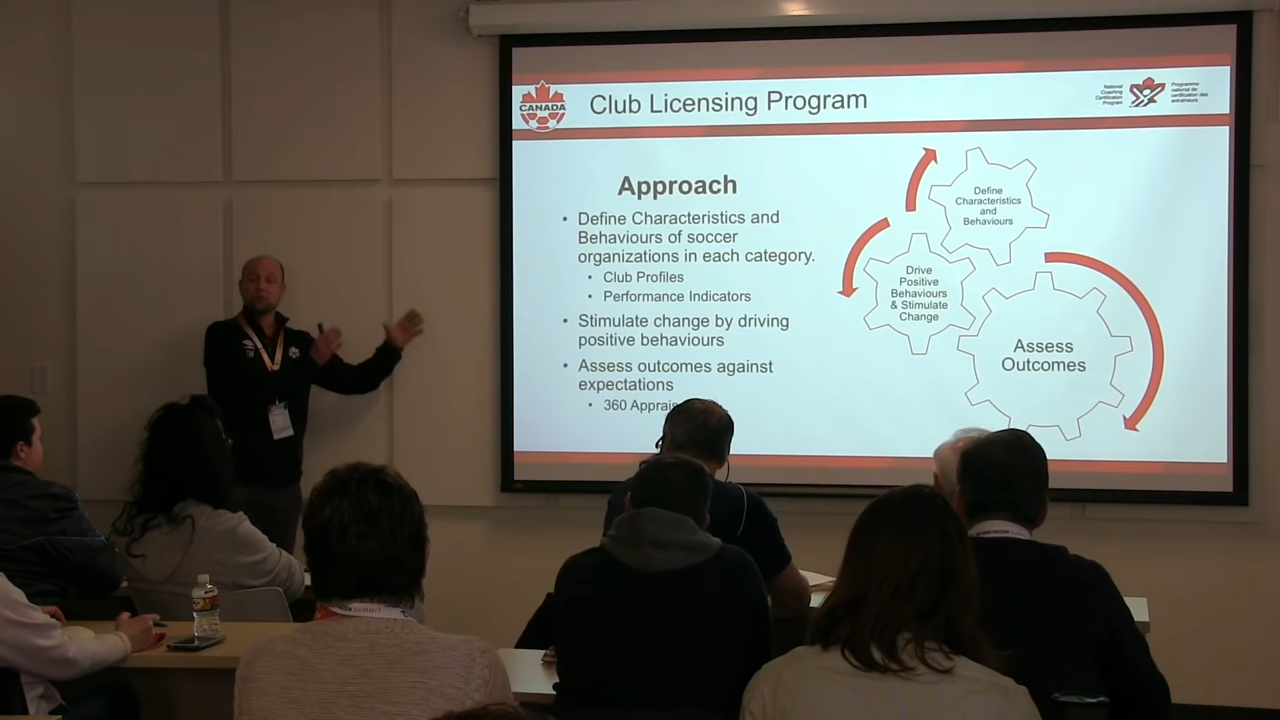 CANADA
Club Licensing Program
National
Coaching
Certification
Program
Programme
national de
certification des
entraîneurs
Approach
• Define Characteristics and
Behaviours of soccer
organizations in each category.
• Club Profiles
• Performance Indicators
• Stimulate change by driving
positive behaviours
• Assess outcomes against
expectations
• 360 Apprais
Define
Characteristics
and
Behaviours
Drive
Positive
Behaviours
& Stimulate
Change
Assess
Outcomes
SUMMIT